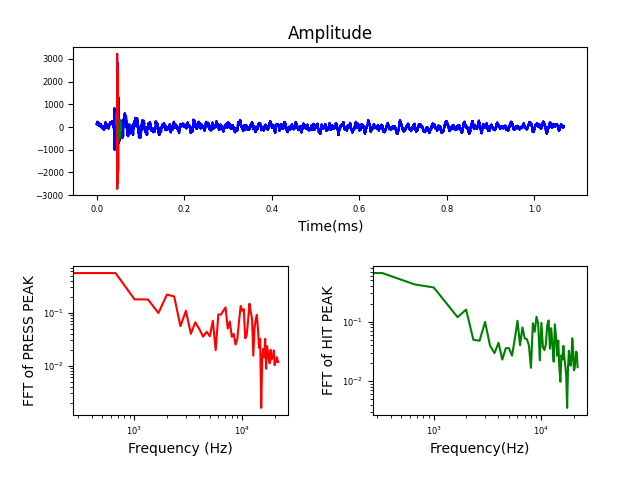 Amplitude
3000
2000
1000
0
−1000
−2000
−3000
0.0 0.2 0.4 0.6 0.8 1.0
Time(ms)
FFT of PRESS PEAK
10⁻¹
10⁻²
10³ 10⁴
Frequency (Hz)
FFT of HIT PEAK
10⁻¹
10⁻²
10³ 10⁴
Frequency(Hz)